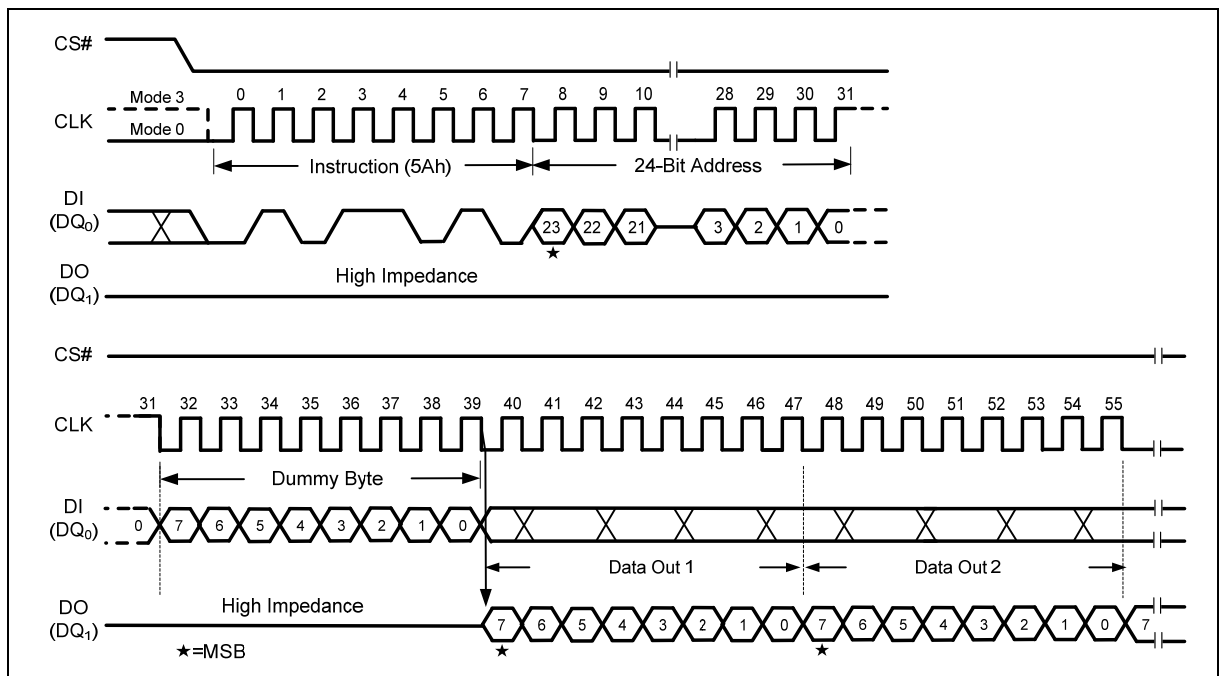 CS#
Mode 3 0 1 2 3 4 5 6 7 8 9 10 28 29 30 31
CLK
Mode 0
Instruction (5Ah) 24-Bit Address
DI
(DQ0) 23 22 21 3 2 1 0
★
DO
(DQ1) High Impedance
CS#
31 32 33 34 35 36 37 38 39 40 41 42 43 44 45 46 47 48 49 50 51 52 53 54 55
CLK
Dummy Byte
DI
(DQ0) 0 7 6 5 4 3 2 1 0
Data Out 1 Data Out 2
DO
(DQ1) High Impedance 7 6 5 4 3 2 1 0 7 6 5 4 3 2 1 0 7
★=MSB ★ ★